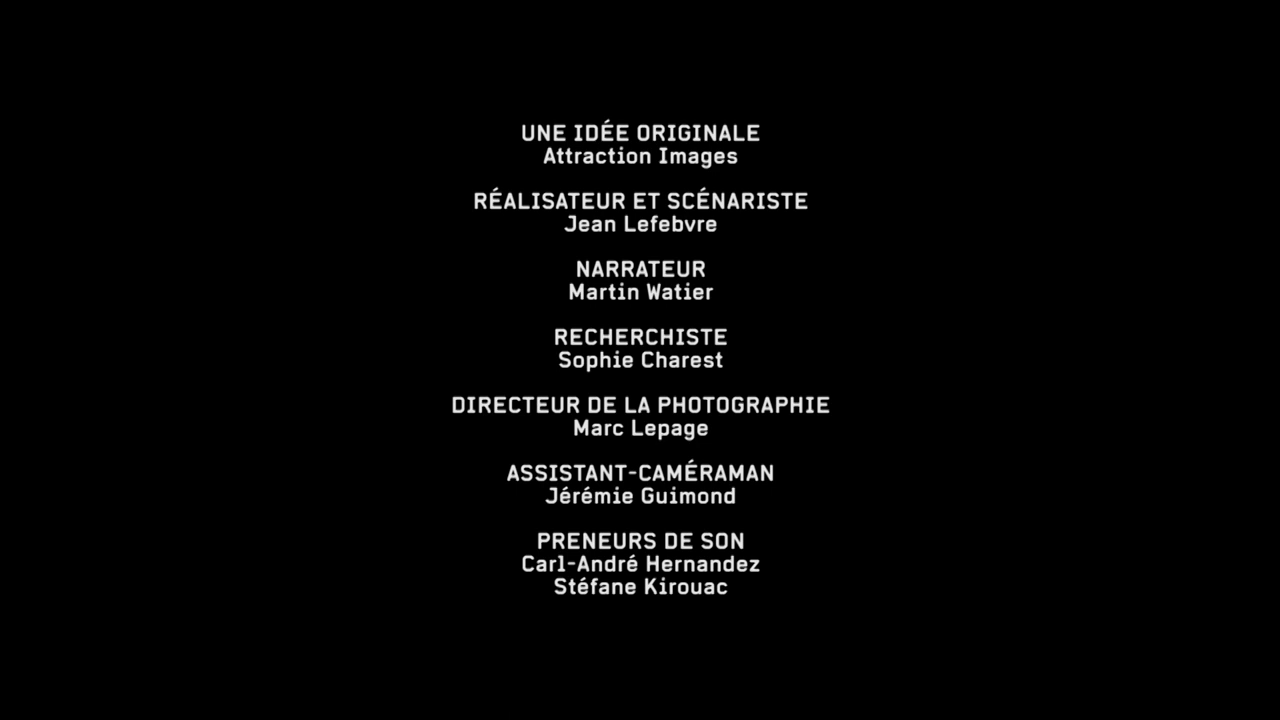 UNE IDÉE ORIGINALE
Attraction Images
RÉALISATEUR ET SCÉNARISTE
Jean Lefebvre
NARRATEUR
Martin Watier
RECHERCHISTE
Sophie Charest
DIRECTEUR DE LA PHOTOGRAPHIE
Marc Lepage
ASSISTANT-CAMÉRAMAN
Jérémie Guimond
PRENEURS DE SON
Carl-André Hernandez
Stéfane Kirouac